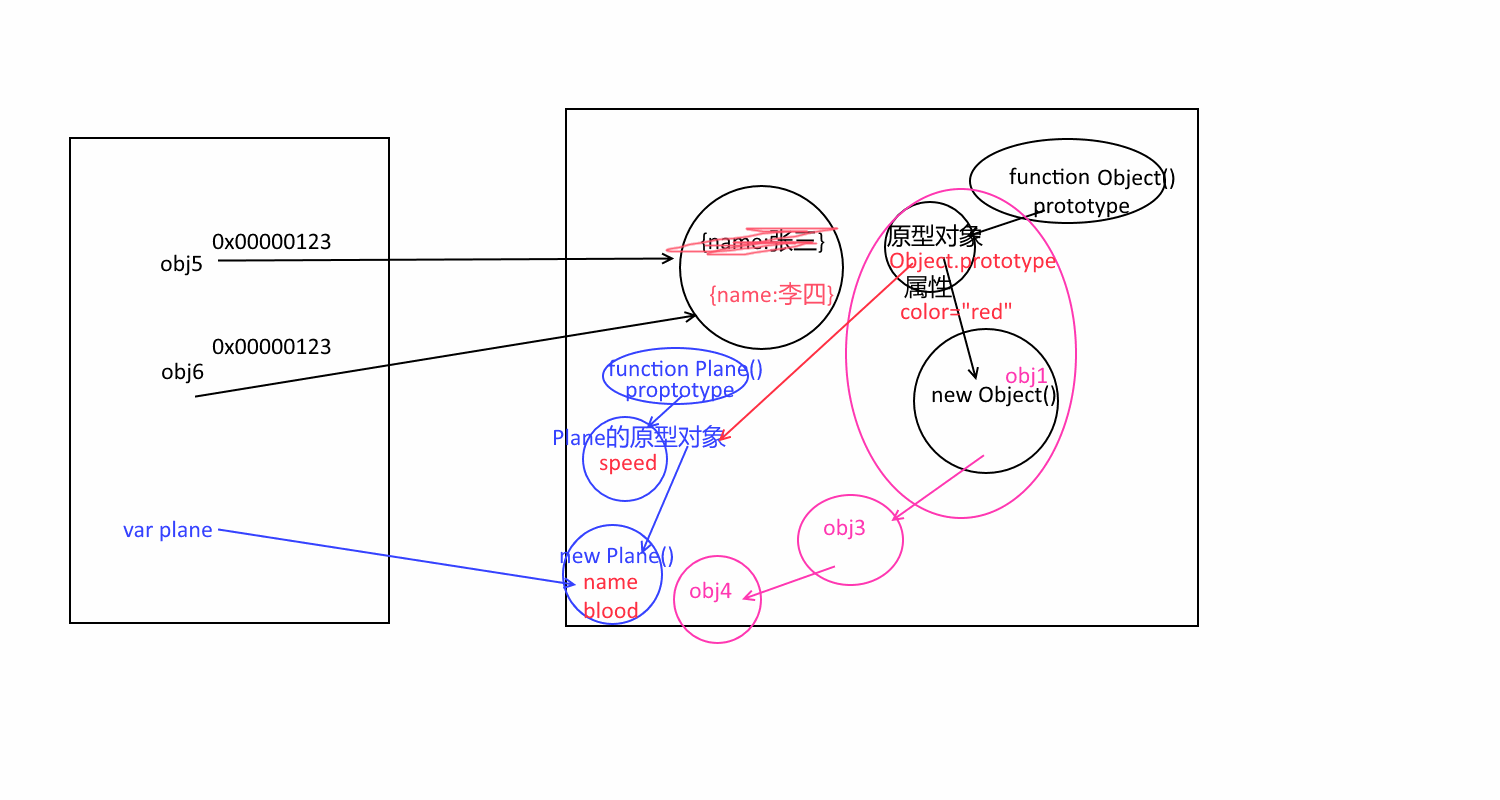 0x00000123
obj5
0x00000123
obj6
var plane
{name:张三}
{name:李四}
function Object()
prototype
原型对象
Object.prototype
属性
color="red"
obj1
new Object()
function Plane()
proptotype
Plane的原型对象
speed
new Plane()
name
blood
obj3
obj4